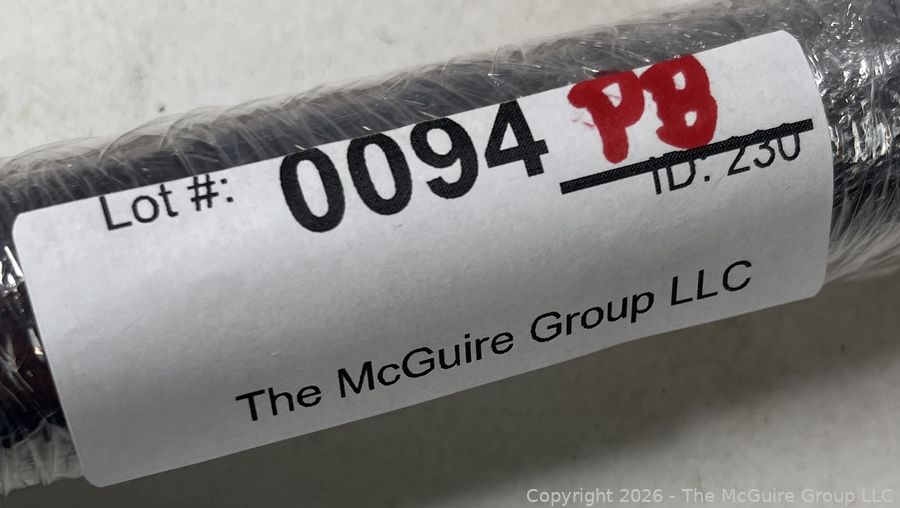 Lot #: 0094 PB
ID: 230
The McGuire Group LLC
Copyright 2026 - The McGuire Group LLC